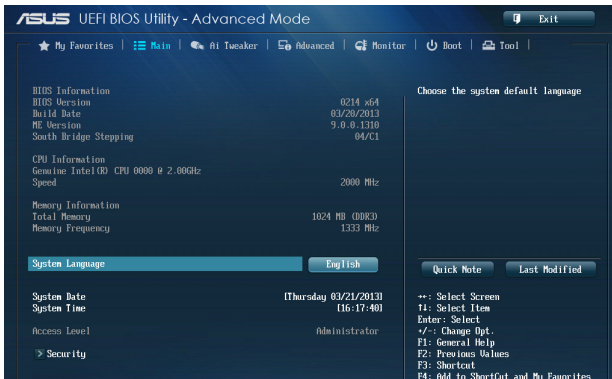 ASUS UEFI BIOS Utility - Advanced Mode
Exit
My Favorites | Main | Ai Tweaker | Advanced | Monitor | Boot | Tool |
BIOS Information
BIOS Version 0214 x64
Build Date 03/20/2013
ME Version 9.0.0.1310
South Bridge Stepping 04/C1
CPU Information
Genuine Intel(R) CPU 0000 @ 2.00GHz
Speed 2000 MHz
Memory Information
Total Memory 1024 MB (DDR3)
Memory Frequency 1333 MHz
System Language English
System Date [Thursday 03/21/2013]
System Time [16:17:40]
Access Level Administrator
> Security
Choose the system default language
Quick Note Last Modified
→←: Select Screen
↑↓: Select Item
Enter: Select
+/-: Change Opt.
F1: General Help
F2: Previous Values
F3: Shortcut
F4: Add to ShortCut and My Favorites